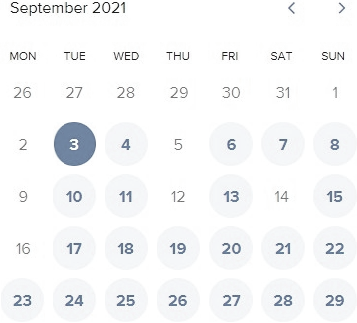 September 2021
MON TUE WED THU FRI SAT SUN
26 27 28 29 30 31 1
2 3 4 5 6 7 8
9 10 11 12 13 14 15
16 17 18 19 20 21 22
23 24 25 26 27 28 29